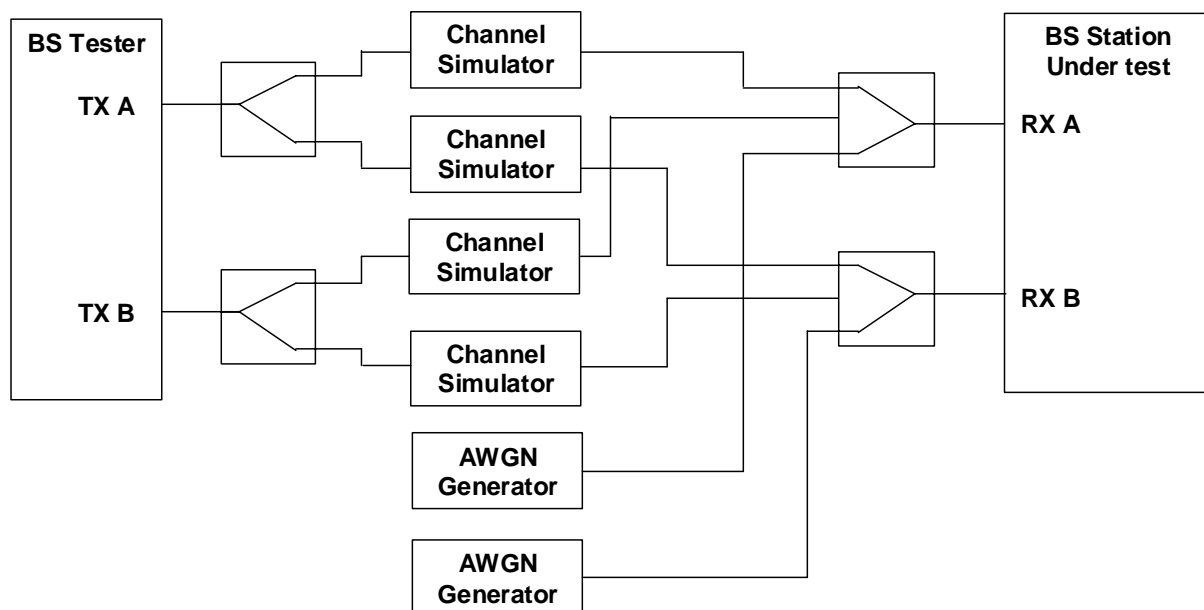 BS Tester
TX A
TX B
Channel
Simulator
Channel
Simulator
Channel
Simulator
Channel
Simulator
AWGN
Generator
AWGN
Generator
BS Station
Under test
RX A
RX B